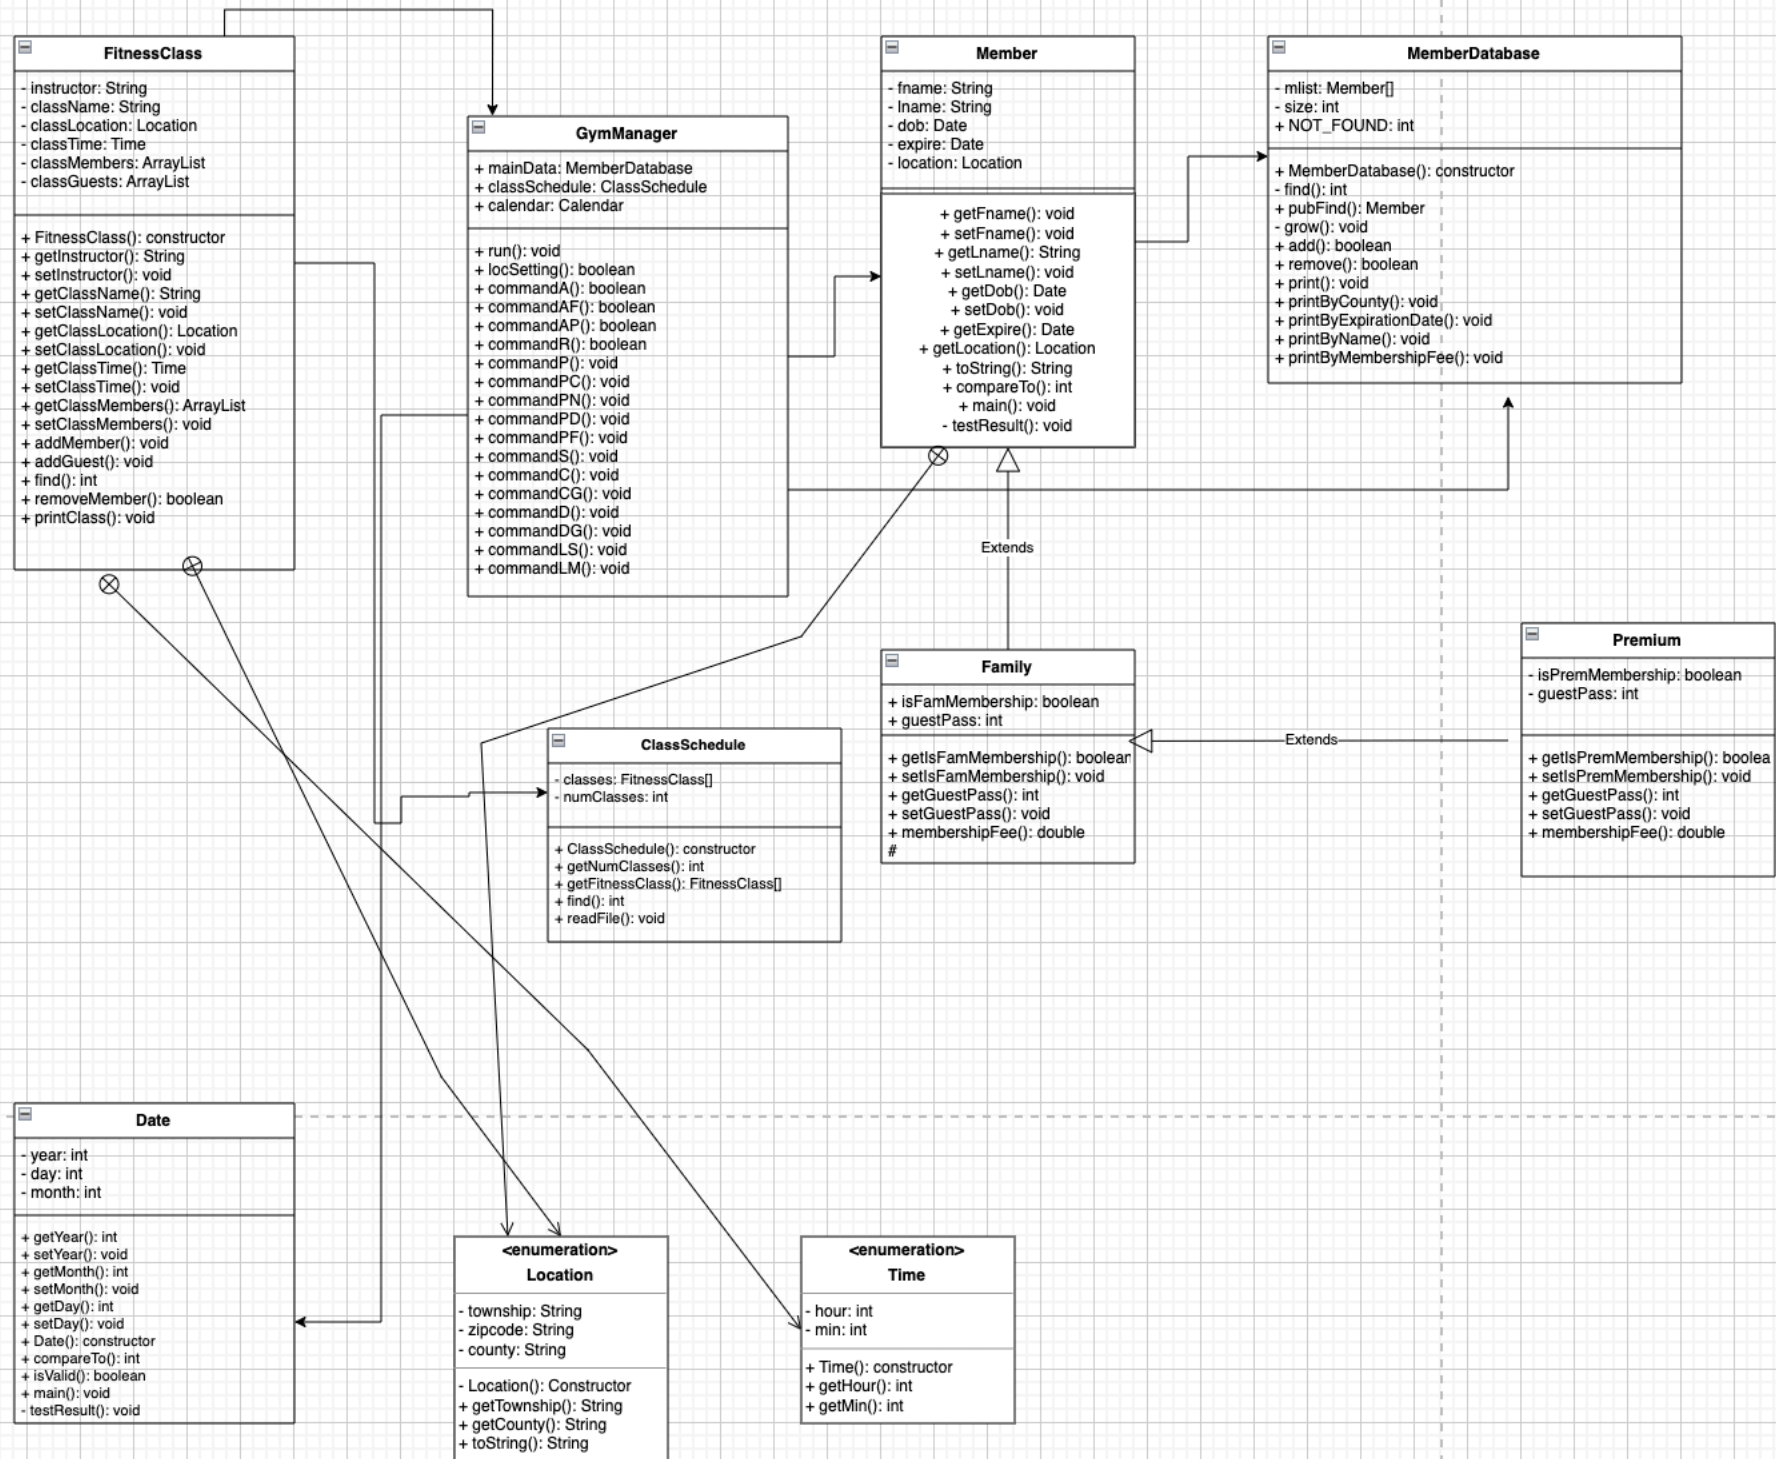 FitnessClass
- instructor: String
- className: String
- classLocation: Location
- classTime: Time
- classMembers: ArrayList
- classGuests: ArrayList
+ FitnessClass(): constructor
+ getInstructor(): String
+ setInstructor(): void
+ getClassName(): String
+ setClassName(): void
+ getClassLocation(): Location
+ setClassLocation(): void
+ getClassTime(): Time
+ setClassTime(): void
+ getClassMembers(): ArrayList
+ setClassMembers(): void
+ addMember(): void
+ addGuest(): void
+ find(): int
+ removeMember(): boolean
+ printClass(): void
GymManager
+ mainData: MemberDatabase
+ classSchedule: ClassSchedule
+ calendar: Calendar
+ run(): void
+ locSetting(): boolean
+ commandA(): boolean
+ commandAF(): boolean
+ commandAP(): boolean
+ commandR(): boolean
+ commandP(): void
+ commandPC(): void
+ commandPN(): void
+ commandPD(): void
+ commandPF(): void
+ commandS(): void
+ commandC(): void
+ commandCG(): void
+ commandD(): void
+ commandDG(): void
+ commandLS(): void
+ commandLM(): void
Member
- fname: String
- lname: String
- dob: Date
- expire: Date
- location: Location
+ getFname(): void
+ setFname(): void
+ getLname(): String
+ setLname(): void
+ getDob(): Date
+ setDob(): void
+ getExpire(): Date
+ getLocation(): Location
+ toString(): String
+ compareTo(): int
+ main(): void
- testResult(): void
MemberDatabase
- mlist: Member[]
- size: int
+ NOT_FOUND: int
+ MemberDatabase(): constructor
- find(): int
+ pubFind(): Member
- grow(): void
+ add(): boolean
+ remove(): boolean
+ print(): void
+ printByCounty(): void
+ printByExpirationDate(): void
+ printByName(): void
+ printByMembershipFee(): void
Extends
Family
+ isFamMembership: boolean
+ guestPass: int
+ getIsFamMembership(): boolean
+ setIsFamMembership(): void
+ getGuestPass(): int
+ setGuestPass(): void
+ membershipFee(): double
#
Extends
Premium
- isPremMembership: boolean
- guestPass: int
+ getIsPremMembership(): boolea
+ setIsPremMembership(): void
+ getGuestPass(): int
+ setGuestPass(): void
+ membershipFee(): double
ClassSchedule
- classes: FitnessClass[]
- numClasses: int
+ ClassSchedule(): constructor
+ getNumClasses(): int
+ getFitnessClass(): FitnessClass[]
+ find(): int
+ readFile(): void
Date
- year: int
- day: int
- month: int
+ getYear(): int
+ setYear(): void
+ getMonth(): int
+ setMonth(): void
+ getDay(): int
+ setDay(): void
+ Date(): constructor
+ compareTo(): int
+ isValid(): boolean
+ main(): void
- testResult(): void
<enumeration>
Location
- township: String
- zipcode: String
- county: String
- Location(): Constructor
+ getTownship(): String
+ getCounty(): String
+ toString(): String
<enumeration>
Time
- hour: int
- min: int
+ Time(): constructor
+ getHour(): int
+ getMin(): int